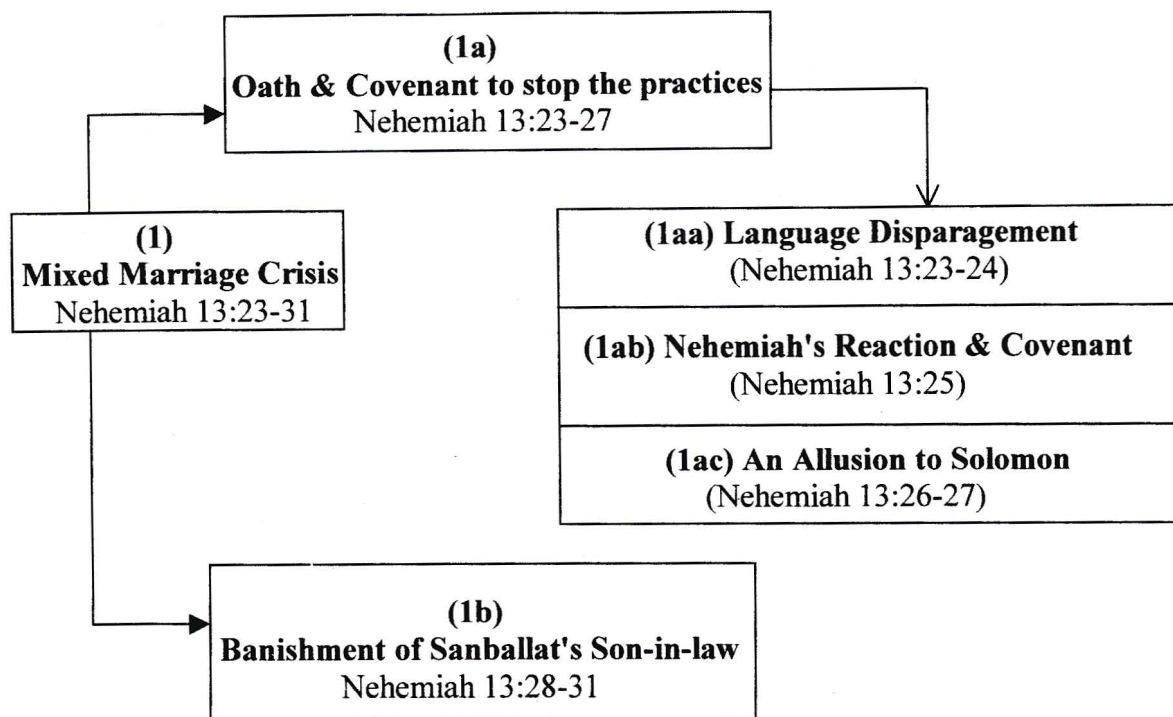 (1a)
Oath & Covenant to stop the practices
Nehemiah 13:23-27
(1)
Mixed Marriage Crisis
Nehemiah 13:23-31
(1aa) Language Disparagement
(Nehemiah 13:23-24)
(1ab) Nehemiah's Reaction & Covenant
(Nehemiah 13:25)
(1ac) An Allusion to Solomon
(Nehemiah 13:26-27)
(1b)
Banishment of Sanballat's Son-in-law
Nehemiah 13:28-31